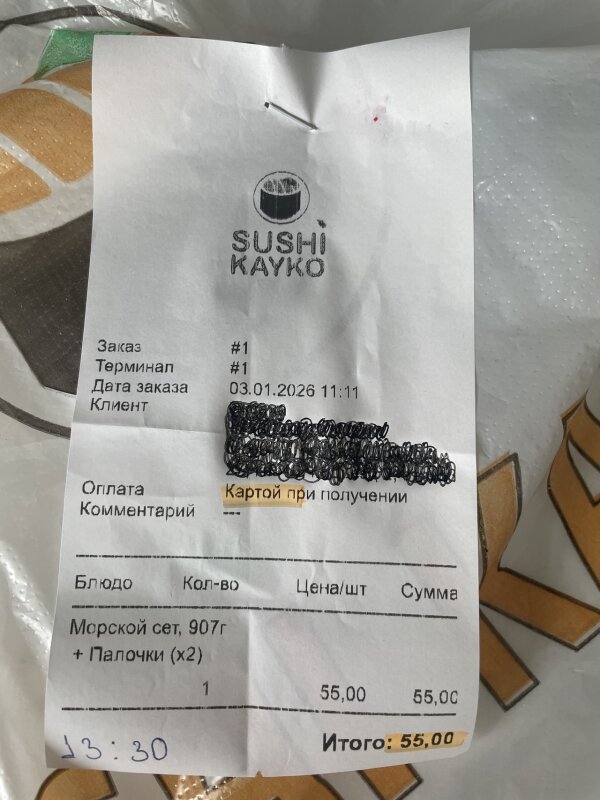 SUSHI
KAYKO
Заказ #1
Терминал #1
Дата заказа 03.01.2026 11:11
Клиент
Оплата Картой при получении
Комментарий ---
Блюдо Кол-во Цена/шт Сумма
Морской сет, 907г
+ Палочки (x2)
1 55,00 55,00
Итого: 55,00
13:30